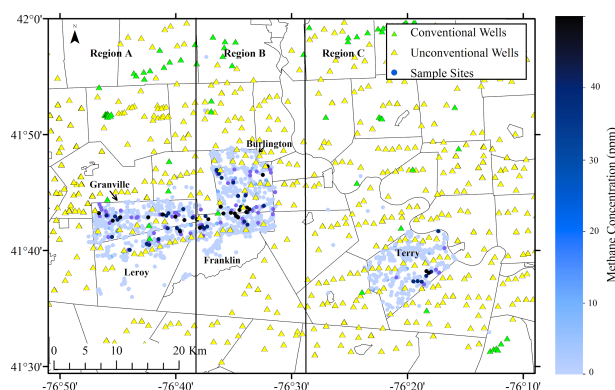 42°0'
41°50'
41°40'
41°30'
-76°50'
-76°40'
-76°30'
-76°20'
-76°10'
N
Region A
Region B
Region C
Conventional Wells
Unconventional Wells
Sample Sites
Burlington
Granville
Leroy
Franklin
Terry
0 5 10 20 Km
40
30
20
10
0
Methane Concentration (ppm)